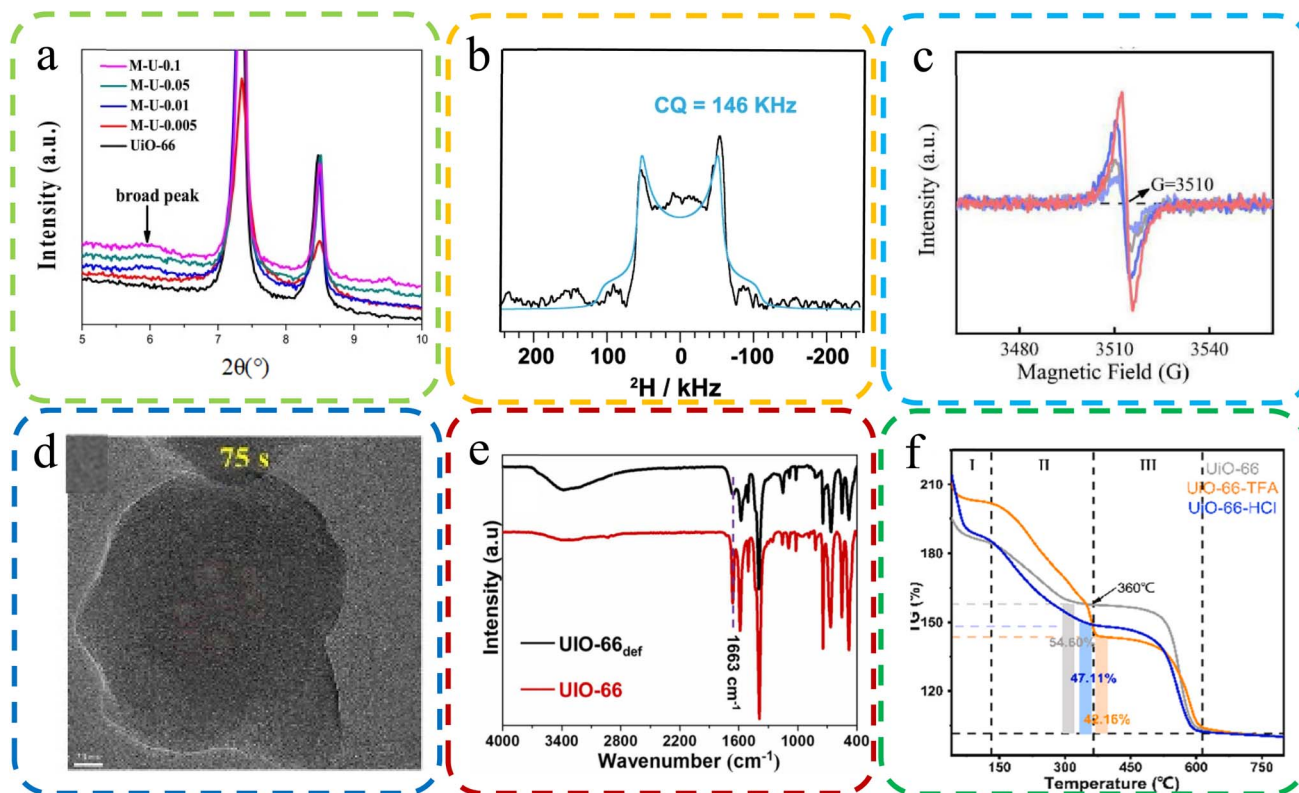 a
M-U-0.1
M-U-0.05
M-U-0.01
M-U-0.005
UiO-66
broad peak
Intensity (a.u.)
5 6 7 8 9 10
2θ(°)
b
CQ = 146 KHz
200 100 0 -100 -200
²H / kHz
c
Intensity (a.u.)
G=3510
3480 3510 3540
Magnetic Field (G)
d
75 s
e
Intensity (a.u)
UIO-66def
UIO-66
1663 cm⁻¹
4000 3400 2800 2200 1600 1000 400
Wavenumber (cm⁻¹)
f
I II III
UiO-66
UiO-66-TFA
UiO-66-HCl
210
180
150
120
TG (%)
360℃
54.60%
47.11%
42.16%
150 300 450 600 750
Temperature (℃)